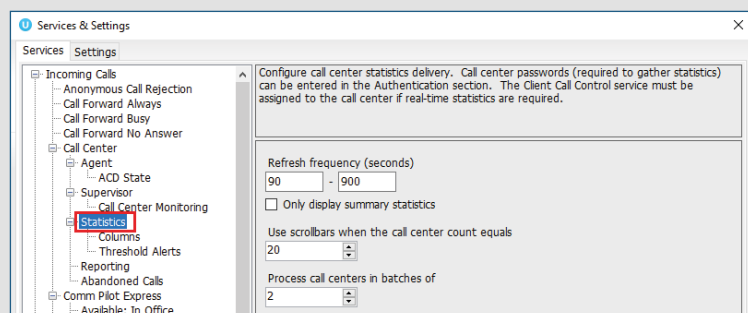 Services & Settings
Services Settings
Incoming Calls
Anonymous Call Rejection
Call Forward Always
Call Forward Busy
Call Forward No Answer
Call Center
Agent
ACD State
Supervisor
Call Center Monitoring
Statistics
Columns
Threshold Alerts
Reporting
Abandoned Calls
Comm Pilot Express
Available: In Office
Configure call center statistics delivery. Call center passwords (required to gather statistics)
can be entered in the Authentication section. The Client Call Control service must be
assigned to the call center if real-time statistics are required.
Refresh frequency (seconds)
90 - 900
Only display summary statistics
Use scrollbars when the call center count equals
20
Process call centers in batches of
2